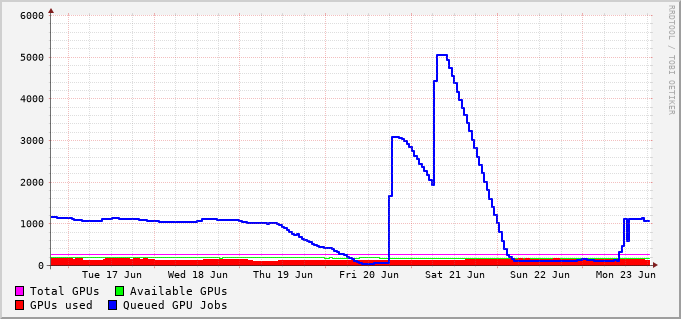 6000
5000
4000
3000
2000
1000
0
Tue 17 Jun Wed 18 Jun Thu 19 Jun Fri 20 Jun Sat 21 Jun Sun 22 Jun Mon 23 Jun
Total GPUs Available GPUs
GPUs used Queued GPU Jobs
RRDTOOL / TOBI OETIKER